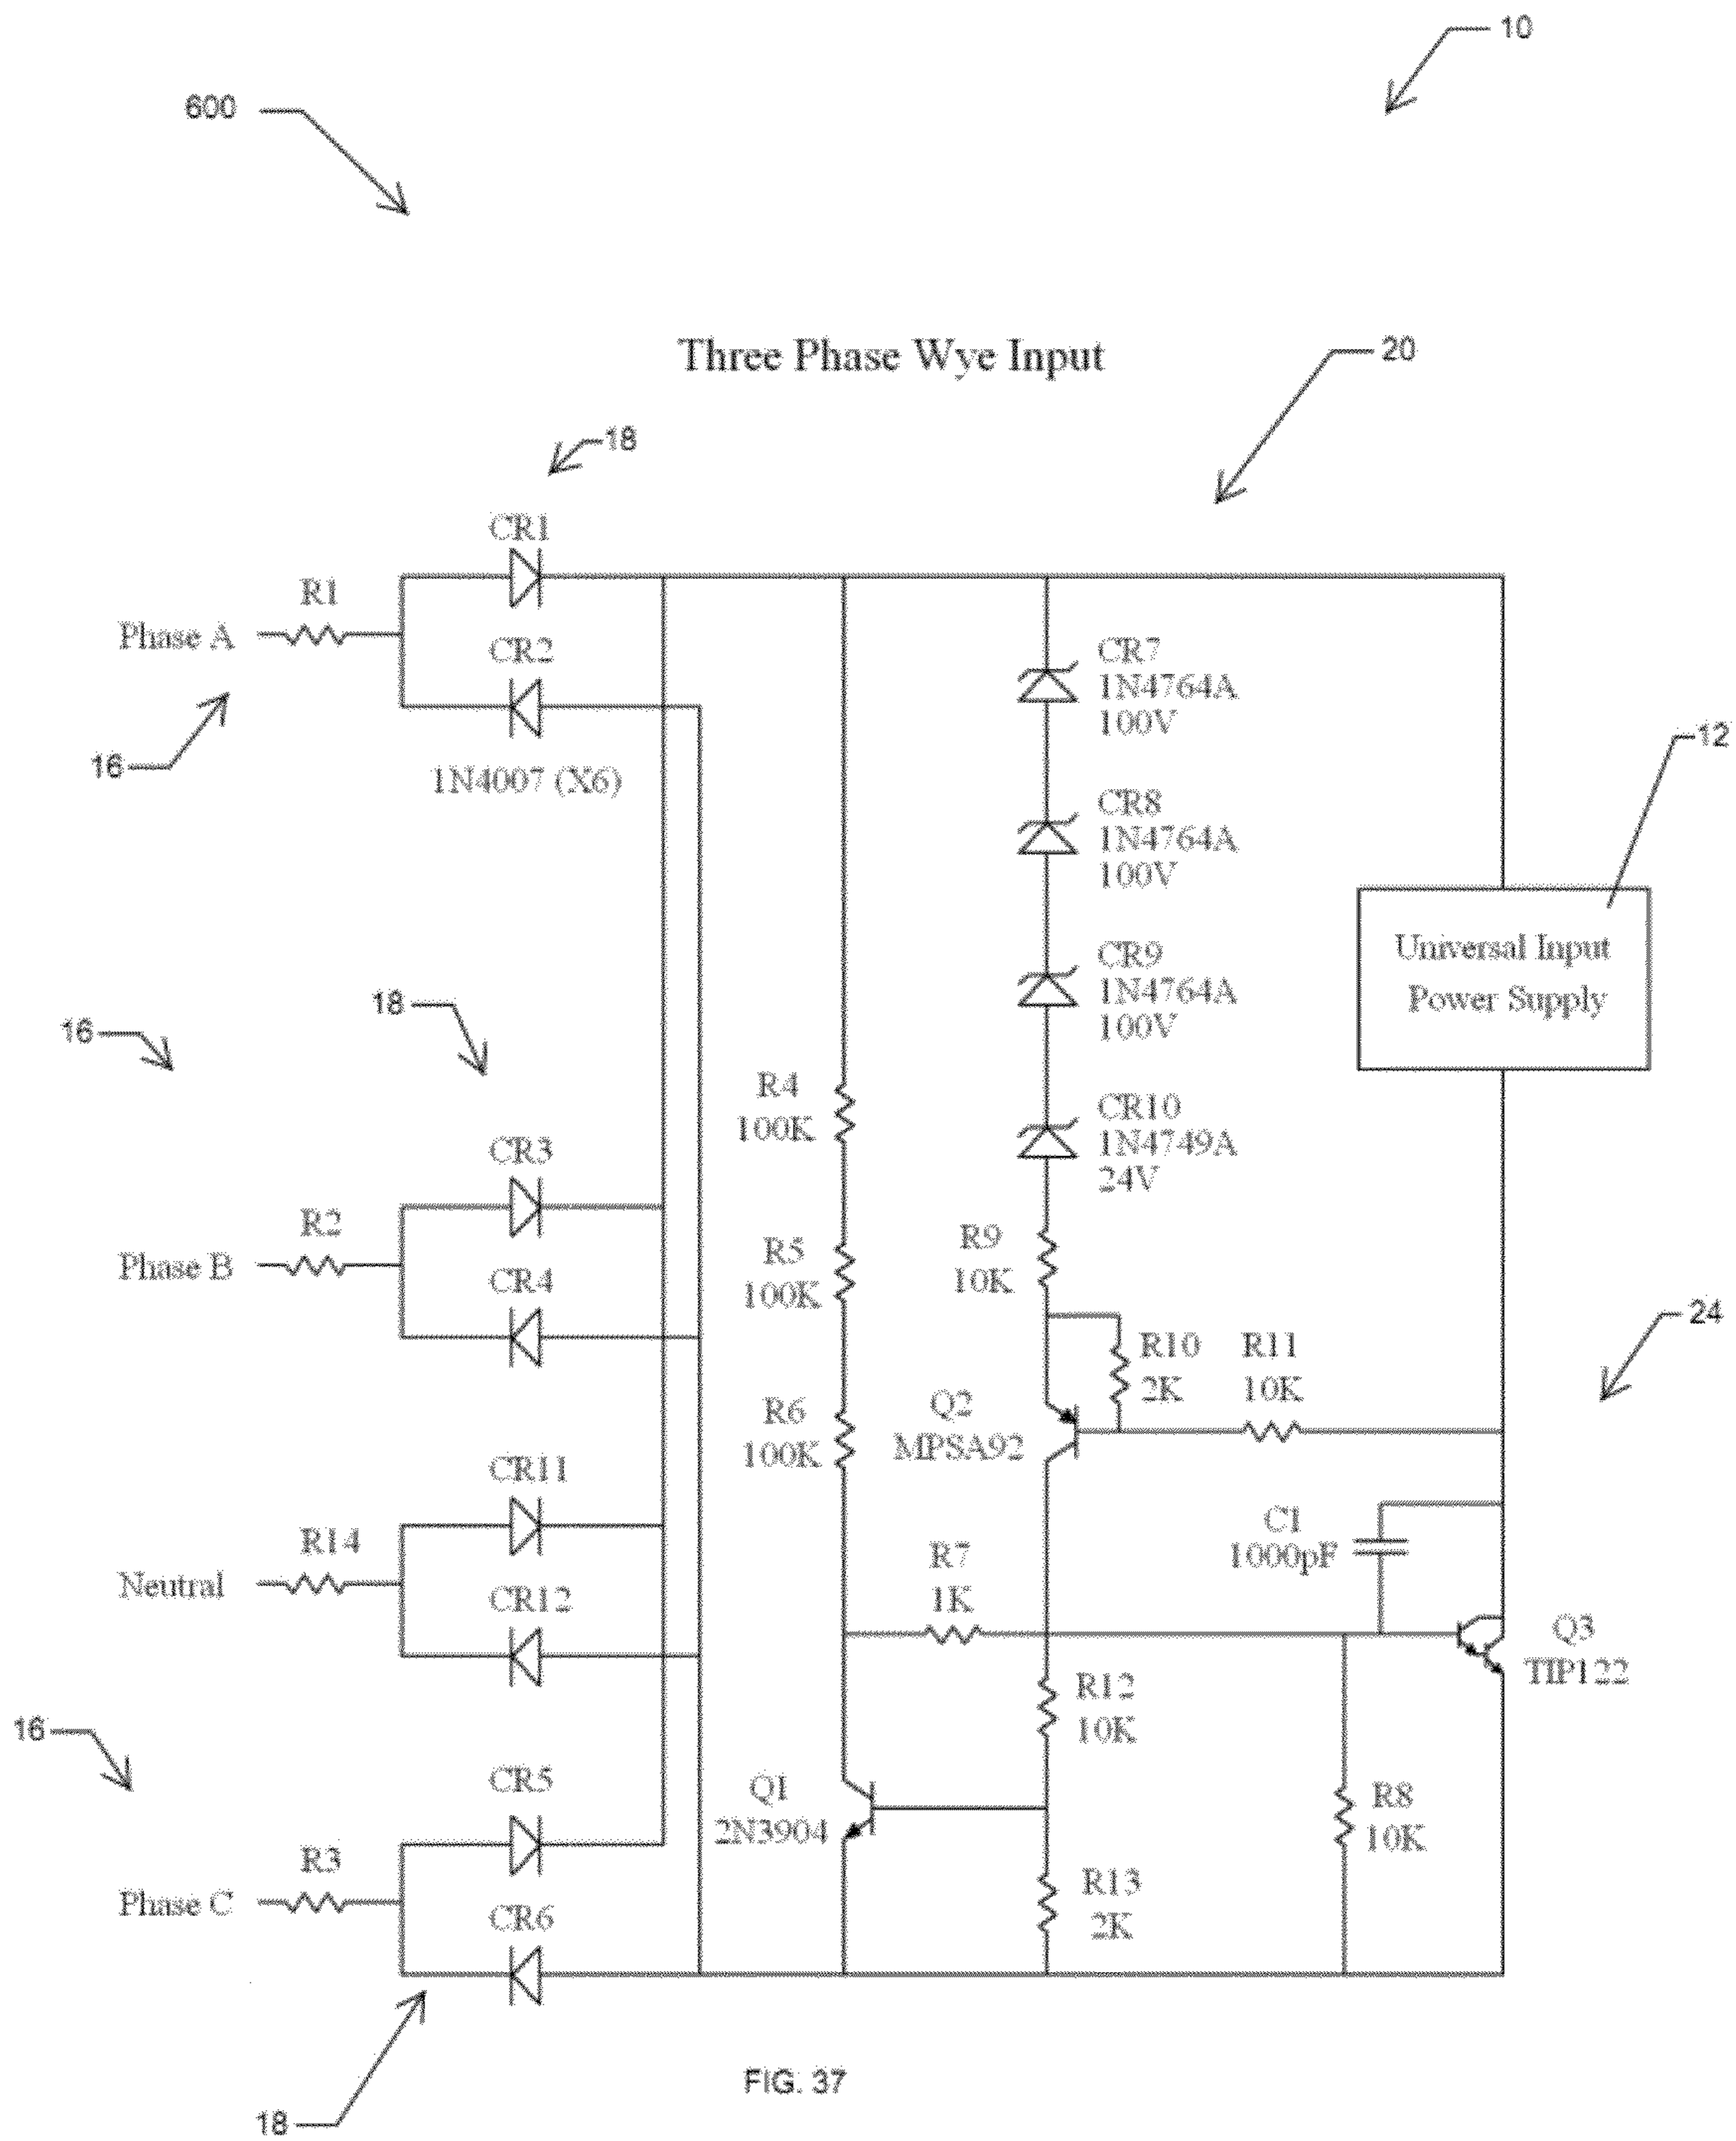 10
600
Three Phase Wye Input
20
18
CR1
R1
Phase A
CR2
16
1N4007 (X6)
CR7
1N4764A
100V
12
CR8
1N4764A
100V
Universal Input
Power Supply
CR9
1N4764A
100V
16
18
R4
100K
CR10
1N4749A
24V
CR3
R2
Phase B
CR4
R5
100K
R9
10K
24
R10
2K
R11
10K
R6
100K
Q2
MPSA92
CR11
R14
Neutral
CR12
C1
1000pF
R7
1K
Q3
TIP122
R12
10K
16
CR5
R3
Phase C
CR6
Q1
2N3904
R8
10K
R13
2K
18
FIG. 37